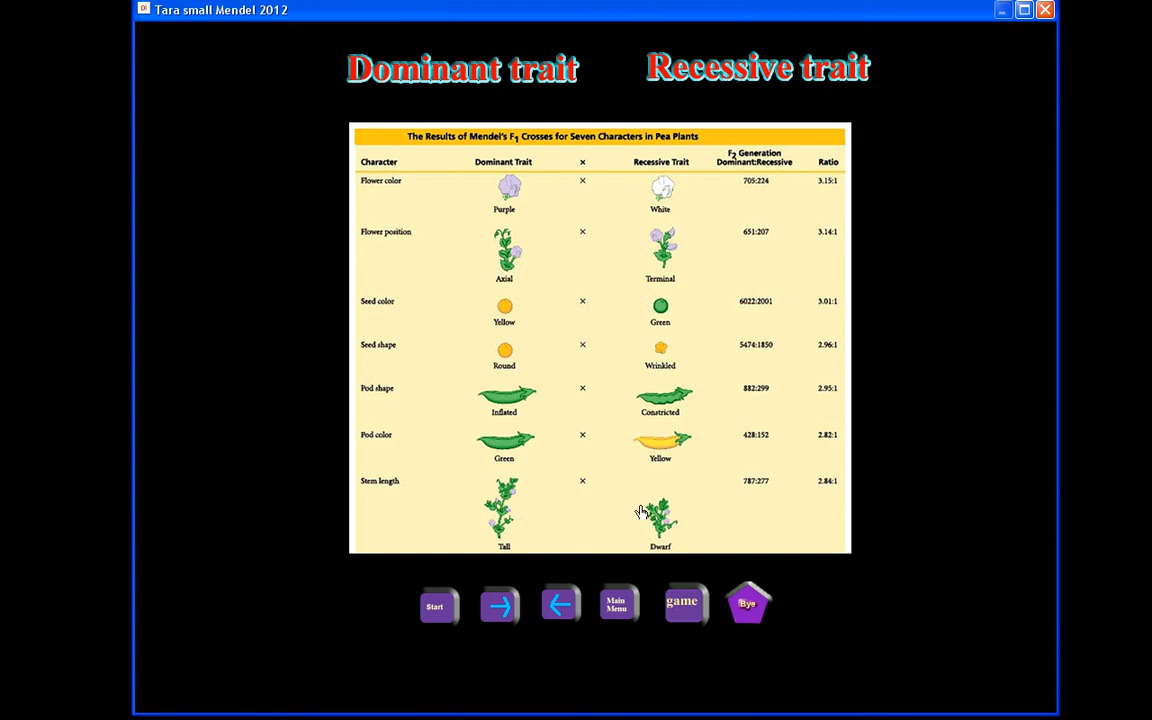 Tara small Mendel 2012
Dominant trait Recessive trait
The Results of Mendel's F1 Crosses for Seven Characters in Pea Plants
F2 Generation
Character Dominant Trait × Recessive Trait Dominant:Recessive Ratio
Flower color × 705:224 3.15:1
Purple White
Flower position × 651:207 3.14:1
Axial Terminal
Seed color × 6022:2001 3.01:1
Yellow Green
Seed shape × 5474:1850 2.96:1
Round Wrinkled
Pod shape × 882:299 2.95:1
Inflated Constricted
Pod color × 428:152 2.82:1
Green Yellow
Stem length × 787:277 2.84:1
Tall Dwarf
Start Main Menu game Bye